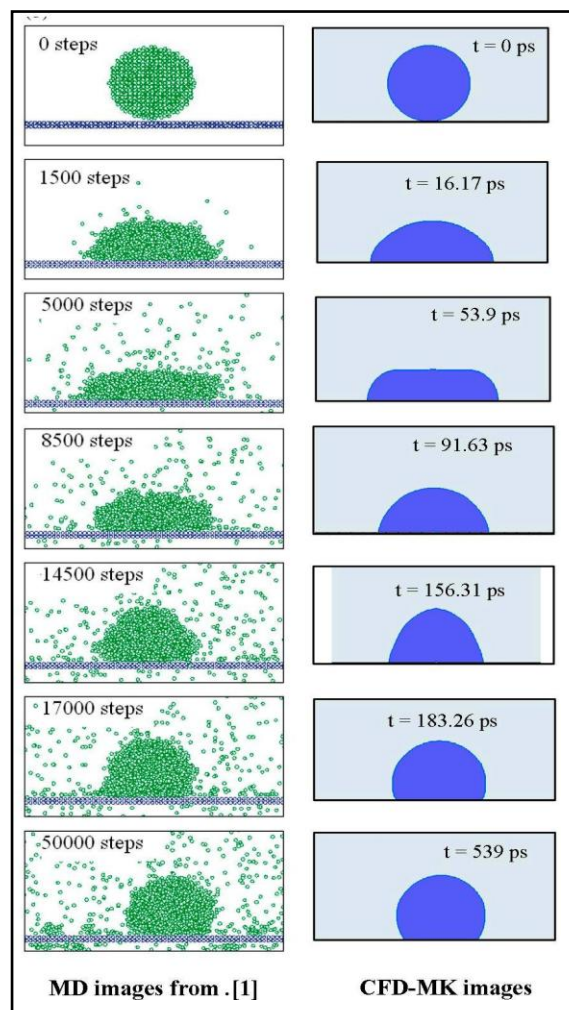 0 steps
t = 0 ps
1500 steps
t = 16.17 ps
5000 steps
t = 53.9 ps
8500 steps
t = 91.63 ps
14500 steps
t = 156.31 ps
17000 steps
t = 183.26 ps
50000 steps
t = 539 ps
MD images from .[1]
CFD-MK images